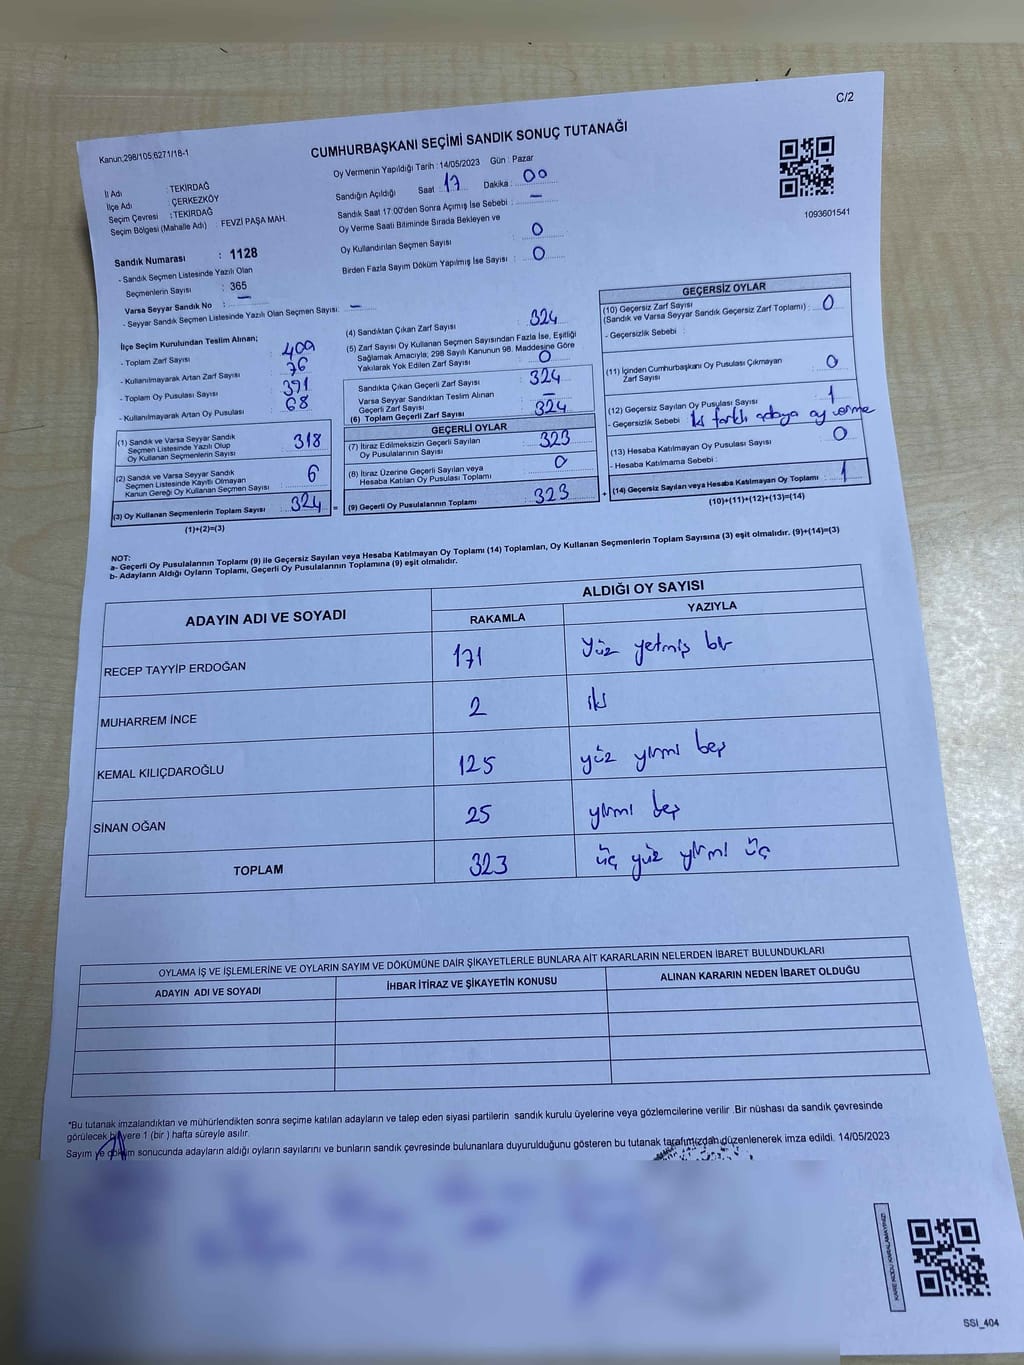 C/2
Kanun,298/105;6271/18-1
CUMHURBAŞKANI SEÇİMİ SANDIK SONUÇ TUTANAĞI
İl Adı : TEKİRDAĞ
İlçe Adı : ÇERKEZKÖY
Seçim Çevresi : TEKİRDAĞ
Seçim Bölgesi (Mahalle Adı) : FEVZİ PAŞA MAH.
Sandık Numarası : 1128
- Sandık Seçmen Listesinde Yazılı Olan
Seçmenlerin Sayısı : 365
Varsa Seyyar Sandık No : –
- Seyyar Sandık Seçmen Listesinde Yazılı Olan Seçmen Sayısı: –
Oy Vermenin Yapıldığı Tarih : 14/05/2023 Gün : Pazar
Sandığın Açıldığı Saat : 17 Dakika : 00
Sandık Saat 17.00'den Sonra Açmış İse Sebebi : –
Oy Verme Saati Bitiminde Sırada Bekleyen ve
Oy Kullandırılan Seçmen Sayısı : 0
Birden Fazla Sayım Döküm Yapılmış İse Sayısı : 0
1093601541
İlçe Seçim Kurulundan Teslim Alınan;
- Toplam Zarf Sayısı : 400
- Kullanılmayarak Artan Zarf Sayısı : 76
- Toplam Oy Pusulası Sayısı : 391
- Kullanılmayarak Artan Oy Pusulası : 68
(1) Sandık ve Varsa Seyyar Sandık
Seçmen Listesinde Yazılı Olup
Oy Kullanan Seçmenlerin Sayısı : 318
(2) Sandık ve Varsa Seyyar Sandık
Seçmen Listesinde Kayıtlı Olmayan
Kanun Gereği Oy Kullanan Seçmen Sayısı : 6
(3) Oy Kullanan Seçmenlerin Toplam Sayısı : 324
(1)+(2)=(3)
(4) Sandıktan Çıkan Zarf Sayısı : 324
(5) Zarf Sayısı Oy Kullanan Seçmen Sayısından Fazla İse, Eşitliği
Sağlamak Amacıyla; 298 Sayılı Kanunun 98. Maddesine Göre
Yakılarak Yok Edilen Zarf Sayısı : 0
Sandıkta Çıkan Geçerli Zarf Sayısı : 324
Varsa Seyyar Sandıktan Teslim Alınan
Geçerli Zarf Sayısı : –
(6) Toplam Geçerli Zarf Sayısı : 324
GEÇERLİ OYLAR
(7) İtiraz Edilmeksizin Geçerli Sayılan
Oy Pusulalarının Sayısı : 323
(8) İtiraz Üzerine Geçerli Sayılan veya
Hesaba Katılan Oy Pusulası Toplamı : 0
= (9) Geçerli Oy Pusulalarının Toplamı : 323
GEÇERSİZ OYLAR
(10) Geçersiz Zarf Sayısı
(Sandık ve Varsa Seyyar Sandık Geçersiz Zarf Toplamı) : 0
- Geçersizlik Sebebi :
(11) İçinden Cumhurbaşkanı Oy Pusulası Çıkmayan
Zarf Sayısı : 0
(12) Geçersiz Sayılan Oy Pusulası Sayısı : 1
- Geçersizlik Sebebi : İki farklı adaya oy verme
(13) Hesaba Katılmayan Oy Pusulası Sayısı : 0
- Hesaba Katılmama Sebebi :
+ (14) Geçersiz Sayılan veya Hesaba Katılmayan Oy Toplamı : 1
(10)+(11)+(12)+(13)=(14)
NOT:
a- Geçerli Oy Pusulalarının Toplamı (9) ile Geçersiz Sayılan veya Hesaba Katılmayan Oy Toplamı (14) Toplamları, Oy Kullanan Seçmenlerin Toplam Sayısına (3) eşit olmalıdır. (9)+(14)=(3)
b- Adayların Aldığı Oyların Toplamı, Geçerli Oy Pusulalarının Toplamına (9) eşit olmalıdır.
ADAYIN ADI VE SOYADI
ALDIĞI OY SAYISI
RAKAMLA YAZIYLA
RECEP TAYYİP ERDOĞAN 171 Yüz yetmiş bir
MUHARREM İNCE 2 iki
KEMAL KILIÇDAROĞLU 125 yüz yirmi beş
SİNAN OĞAN 25 yirmi beş
TOPLAM 323 üç yüz yirmi üç
OYLAMA İŞ VE İŞLEMLERİNE VE OYLARIN SAYIM VE DÖKÜMÜNE DAİR ŞİKAYETLERLE BUNLARA AİT KARARLARIN NELERDEN İBARET BULUNDUKLARI
ADAYIN ADI VE SOYADI İHBAR İTİRAZ VE ŞİKAYETİN KONUSU ALINAN KARARIN NEDEN İBARET OLDUĞU
*Bu tutanak imzalandıktan ve mühürlendikten sonra seçime katılan adayların ve talep eden siyasi partilerin sandık kurulu üyelerine veya gözlemcilerine verilir .Bir nüshası da sandık çevresinde
görülecek bir yere 1 (bir ) hafta süreyle asılır.
Sayım ve döküm sonucunda adayların aldığı oyların sayılarını ve bunların sandık çevresinde bulunanlara duyurulduğunu gösteren bu tutanak tarafımızdan düzenlenerek imza edildi. 14/05/2023
KARE KODU KARALAMAYINIZ!
SSİ_404